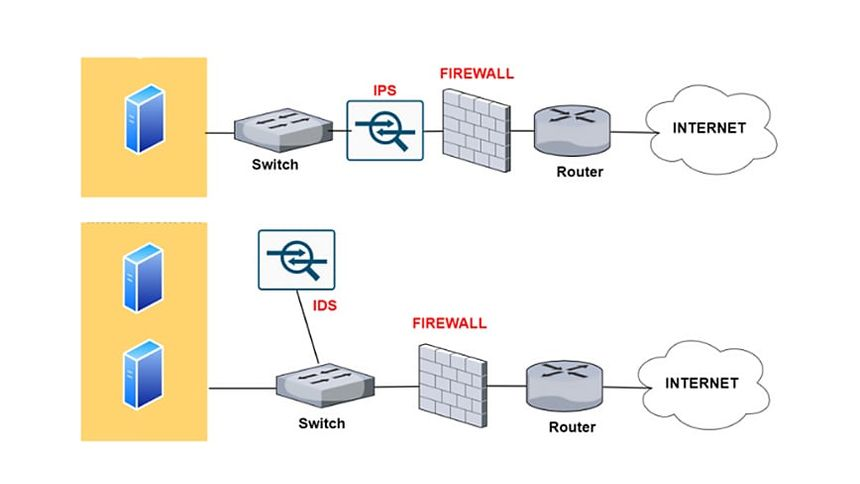 FIREWALL
IPS
INTERNET
Switch
Router
IDS
FIREWALL
INTERNET
Switch
Router